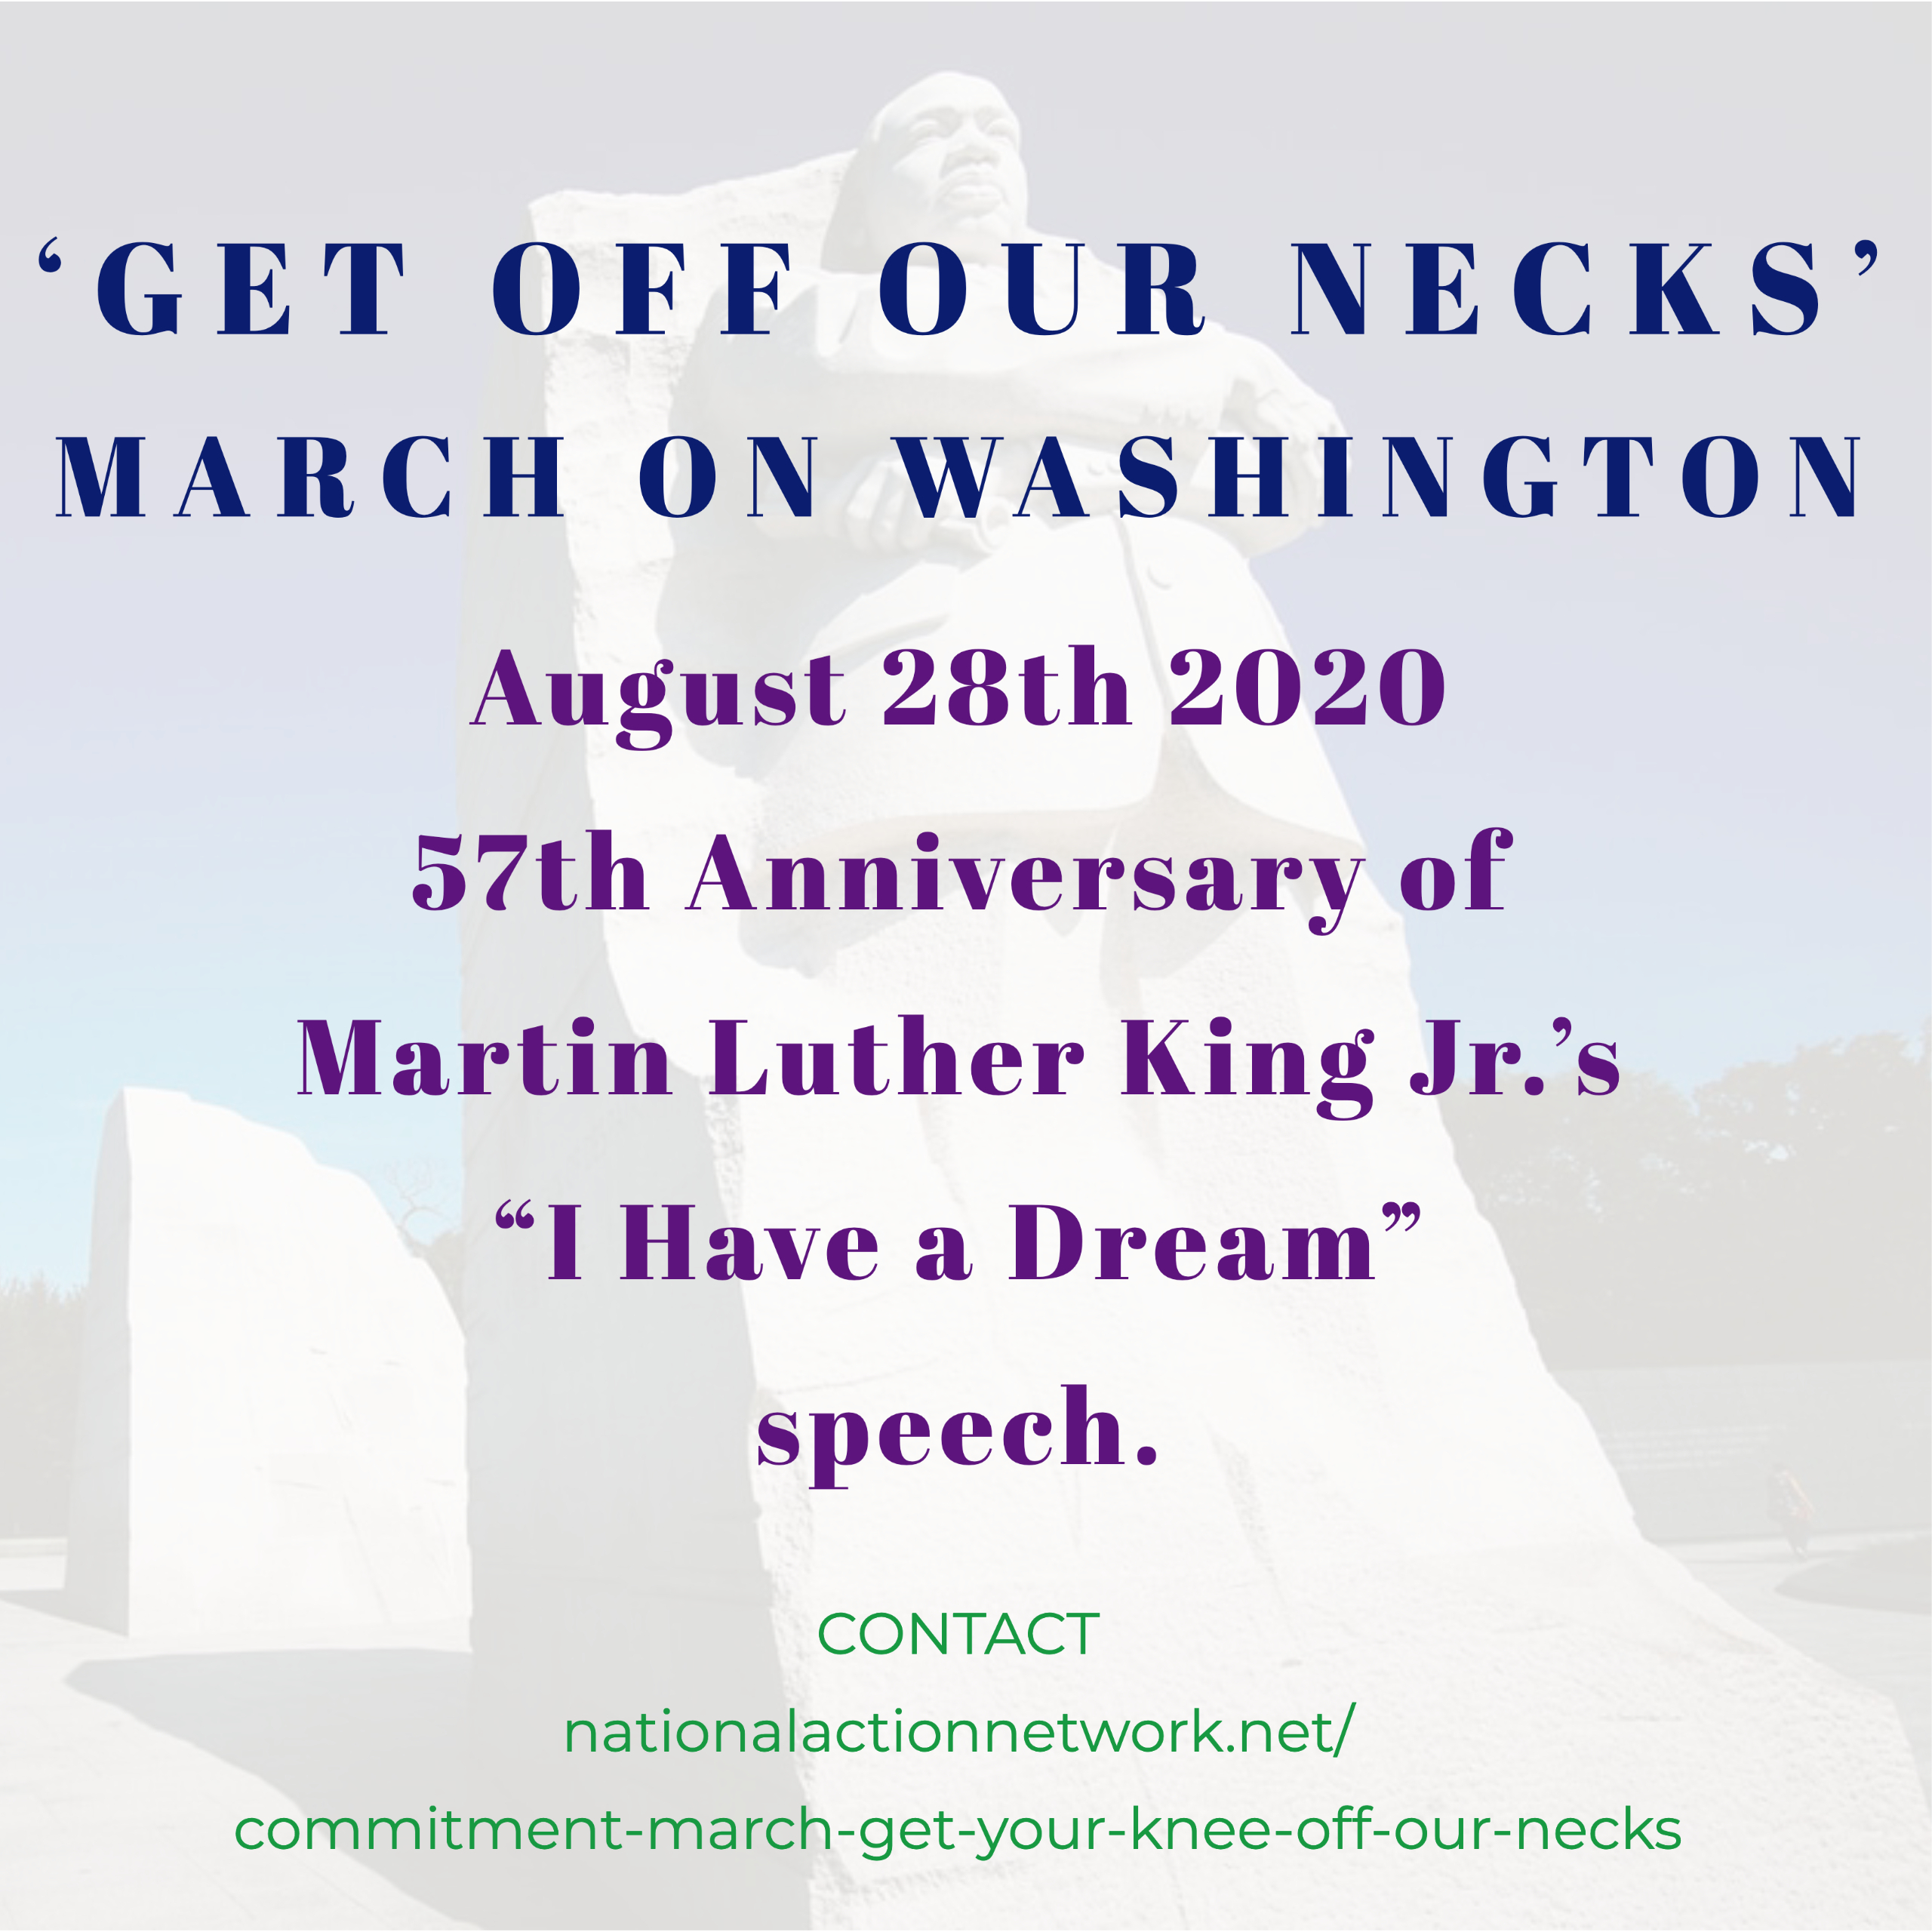 ‘GET OFF OUR NECKS’
MARCH ON WASHINGTON
August 28th 2020
57th Anniversary of
Martin Luther King Jr.’s
“I Have a Dream”
speech.
CONTACT
nationalactionnetwork.net/
commitment-march-get-your-knee-off-our-necks